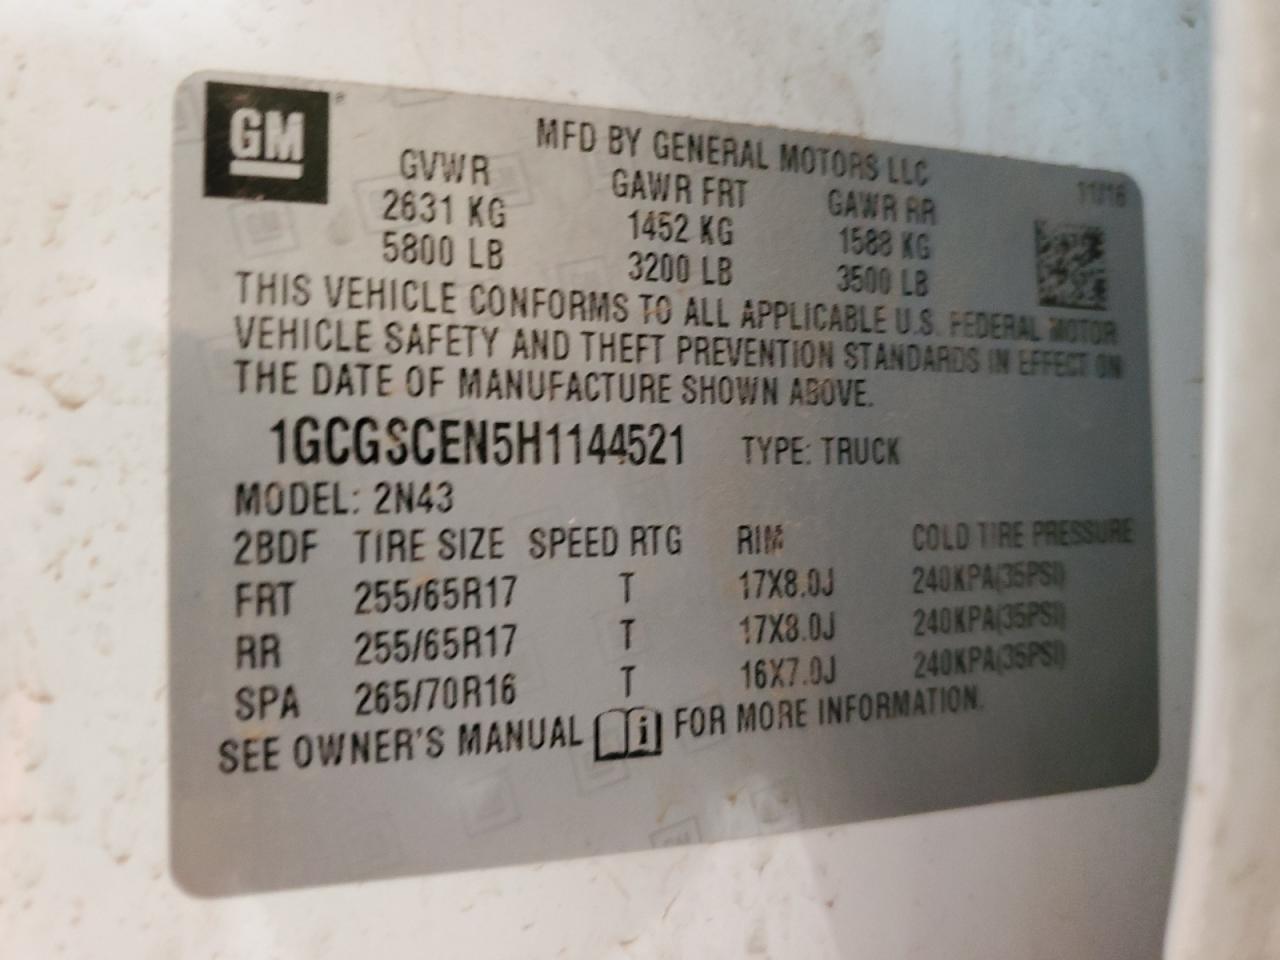 GM
MFD BY GENERAL MOTORS LLC
11/16
GVWR GAWR FRT GAWR RR
2631 KG 1452 KG 1588 KG
5800 LB 3200 LB 3500 LB
THIS VEHICLE CONFORMS TO ALL APPLICABLE U.S. FEDERAL MOTOR
VEHICLE SAFETY AND THEFT PREVENTION STANDARDS IN EFFECT ON
THE DATE OF MANUFACTURE SHOWN ABOVE.
1GCGSCEN5H1144521 TYPE: TRUCK
MODEL: 2N43
2BDF TIRE SIZE SPEED RTG RIM COLD TIRE PRESSURE
FRT 255/65R17 T 17X8.0J 240KPA(35PSI)
RR 255/65R17 T 17X8.0J 240KPA(35PSI)
SPA 265/70R16 T 16X7.0J 240KPA(35PSI)
SEE OWNER'S MANUAL i FOR MORE INFORMATION.